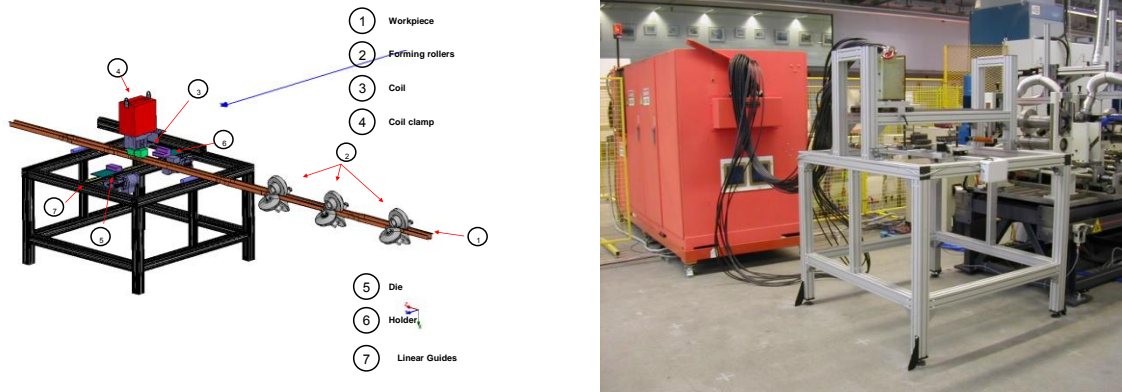 1 Workpiece
2 Forming rollers
3 Coil
4 Coil clamp
4
3
6
2
7
5
1
5 Die
6 Holder
7 Linear Guides